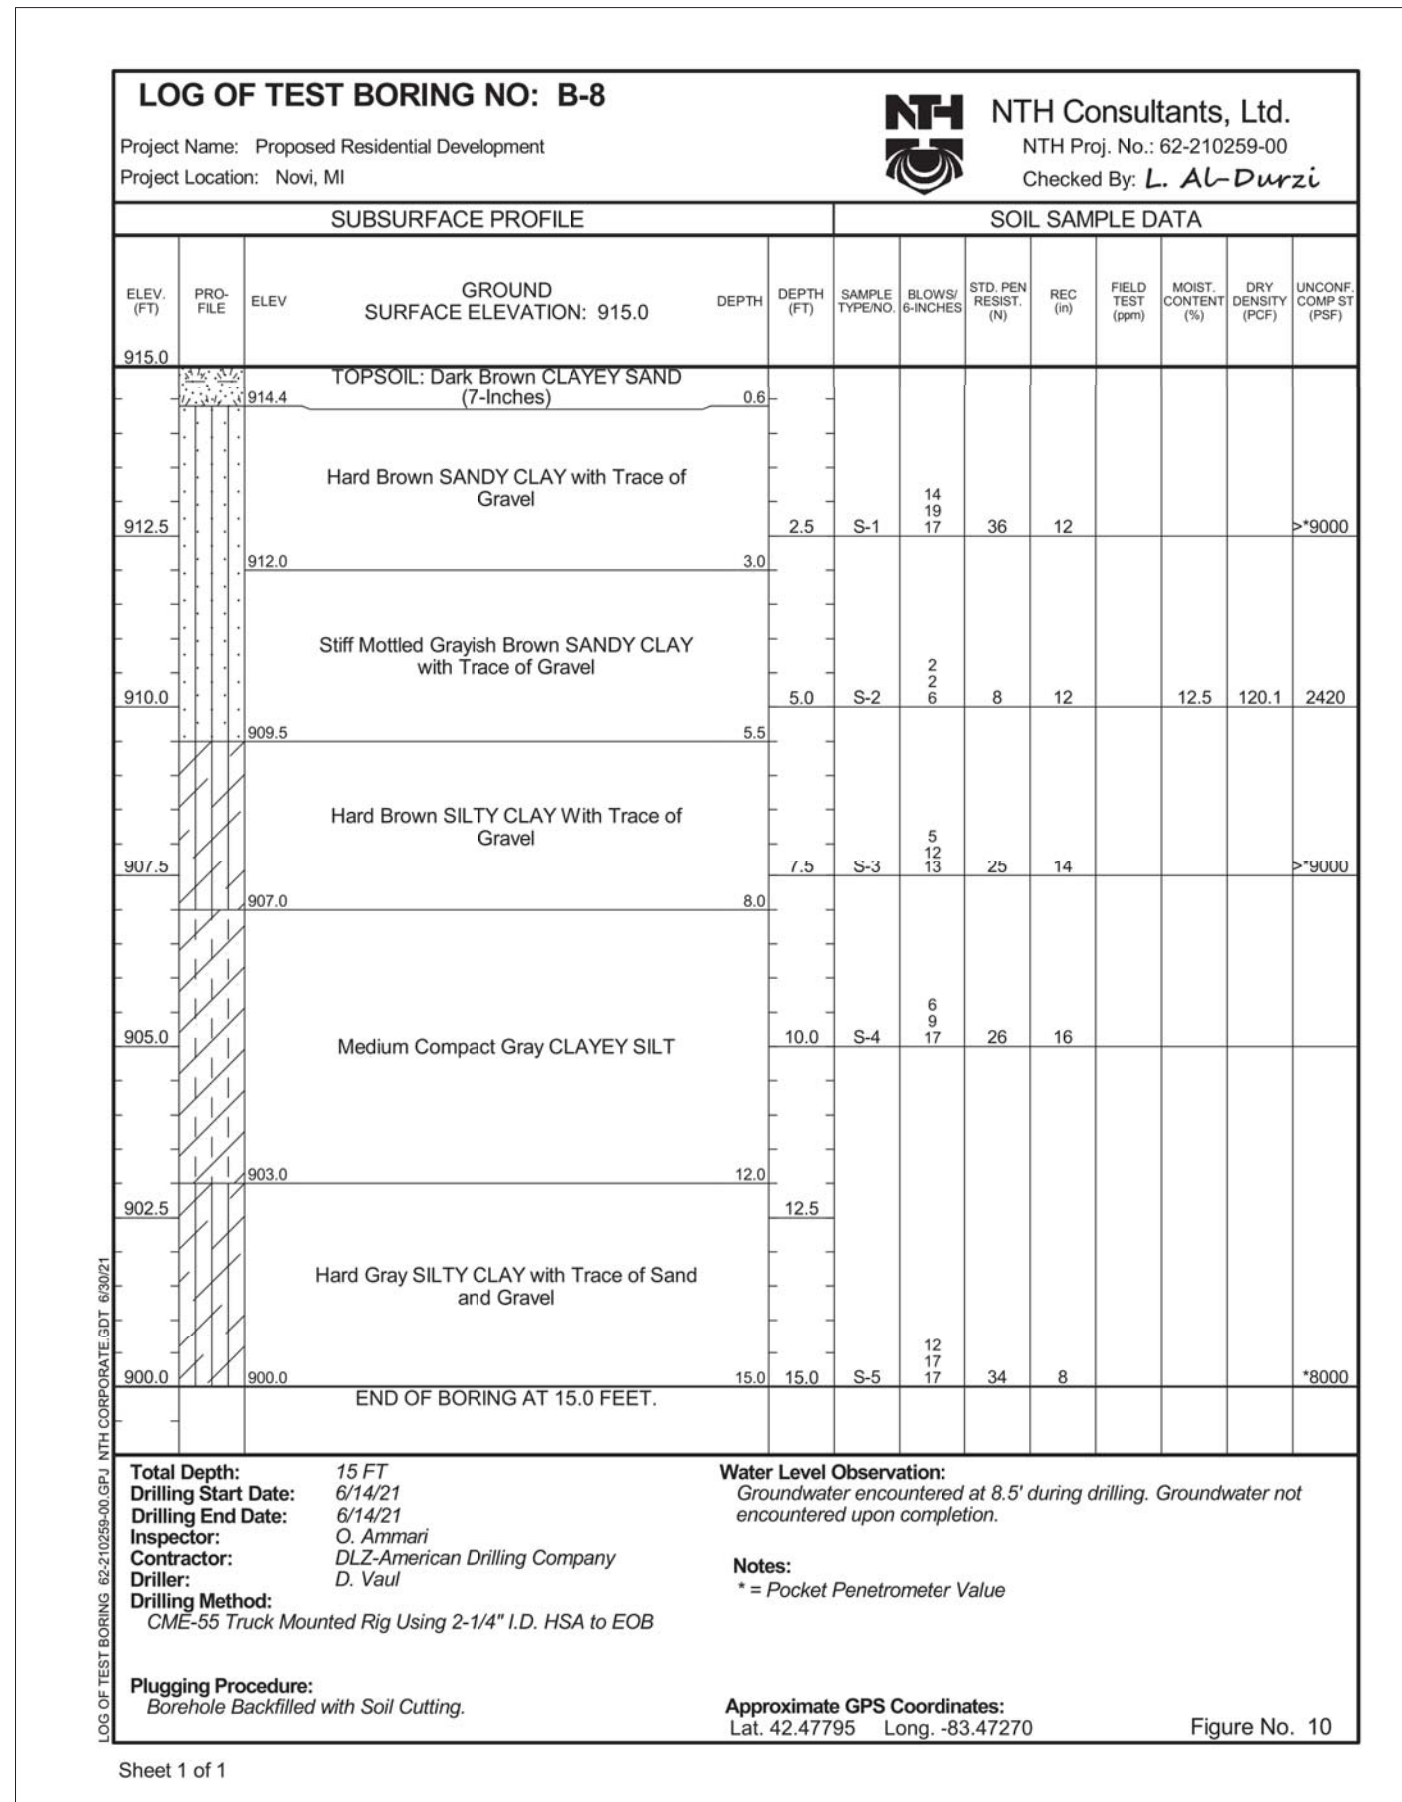 LOG OF TEST BORING NO: B-8
Project Name: Proposed Residential Development
Project Location: Novi, MI
NTH
NTH Consultants, Ltd.
NTH Proj. No.: 62-210259-00
Checked By: L. Al-Durzi
SUBSURFACE PROFILE
SOIL SAMPLE DATA
ELEV. (FT)
PRO-FILE
ELEV
GROUND
SURFACE ELEVATION: 915.0
DEPTH
DEPTH (FT)
SAMPLE TYPE/NO.
BLOWS/ 6-INCHES
STD. PEN RESIST. (N)
REC (in)
FIELD TEST (ppm)
MOIST. CONTENT (%)
DRY DENSITY (PCF)
UNCONF. COMP ST (PSF)
915.0
TOPSOIL: Dark Brown CLAYEY SAND
914.4 (7-Inches) 0.6
Hard Brown SANDY CLAY with Trace of
Gravel
14
19
912.5 2.5 S-1 17 36 12 >*9000
912.0 3.0
Stiff Mottled Grayish Brown SANDY CLAY
with Trace of Gravel
2
2
910.0 5.0 S-2 6 8 12 12.5 120.1 2420
909.5 5.5
Hard Brown SILTY CLAY With Trace of
Gravel
5
12
907.5 7.5 S-3 13 25 14 >*9000
907.0 8.0
6
9
905.0 10.0 S-4 17 26 16
Medium Compact Gray CLAYEY SILT
903.0 12.0
902.5 12.5
Hard Gray SILTY CLAY with Trace of Sand
and Gravel
12
17
900.0 900.0 15.0 15.0 S-5 17 34 8 *8000
END OF BORING AT 15.0 FEET.
Total Depth: 15 FT
Drilling Start Date: 6/14/21
Drilling End Date: 6/14/21
Inspector: O. Ammari
Contractor: DLZ-American Drilling Company
Driller: D. Vaul
Drilling Method:
CME-55 Truck Mounted Rig Using 2-1/4" I.D. HSA to EOB
Plugging Procedure:
Borehole Backfilled with Soil Cutting.
Water Level Observation:
Groundwater encountered at 8.5' during drilling. Groundwater not
encountered upon completion.
Notes:
* = Pocket Penetrometer Value
Approximate GPS Coordinates:
Lat. 42.47795 Long. -83.47270
Figure No. 10
LOG OF TEST BORING 62-210259-00.GPJ NTH CORPORATE.GDT 6/30/21
Sheet 1 of 1